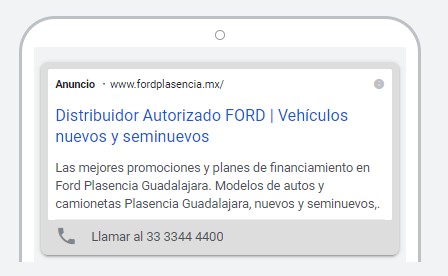 Anuncio · www.fordplasencia.mx/
Distribuidor Autorizado FORD | Vehículos
nuevos y seminuevos
Las mejores promociones y planes de financiamiento en
Ford Plasencia Guadalajara. Modelos de autos y
camionetas Plasencia Guadalajara, nuevos y seminuevos,.
Llamar al 33 3344 4400